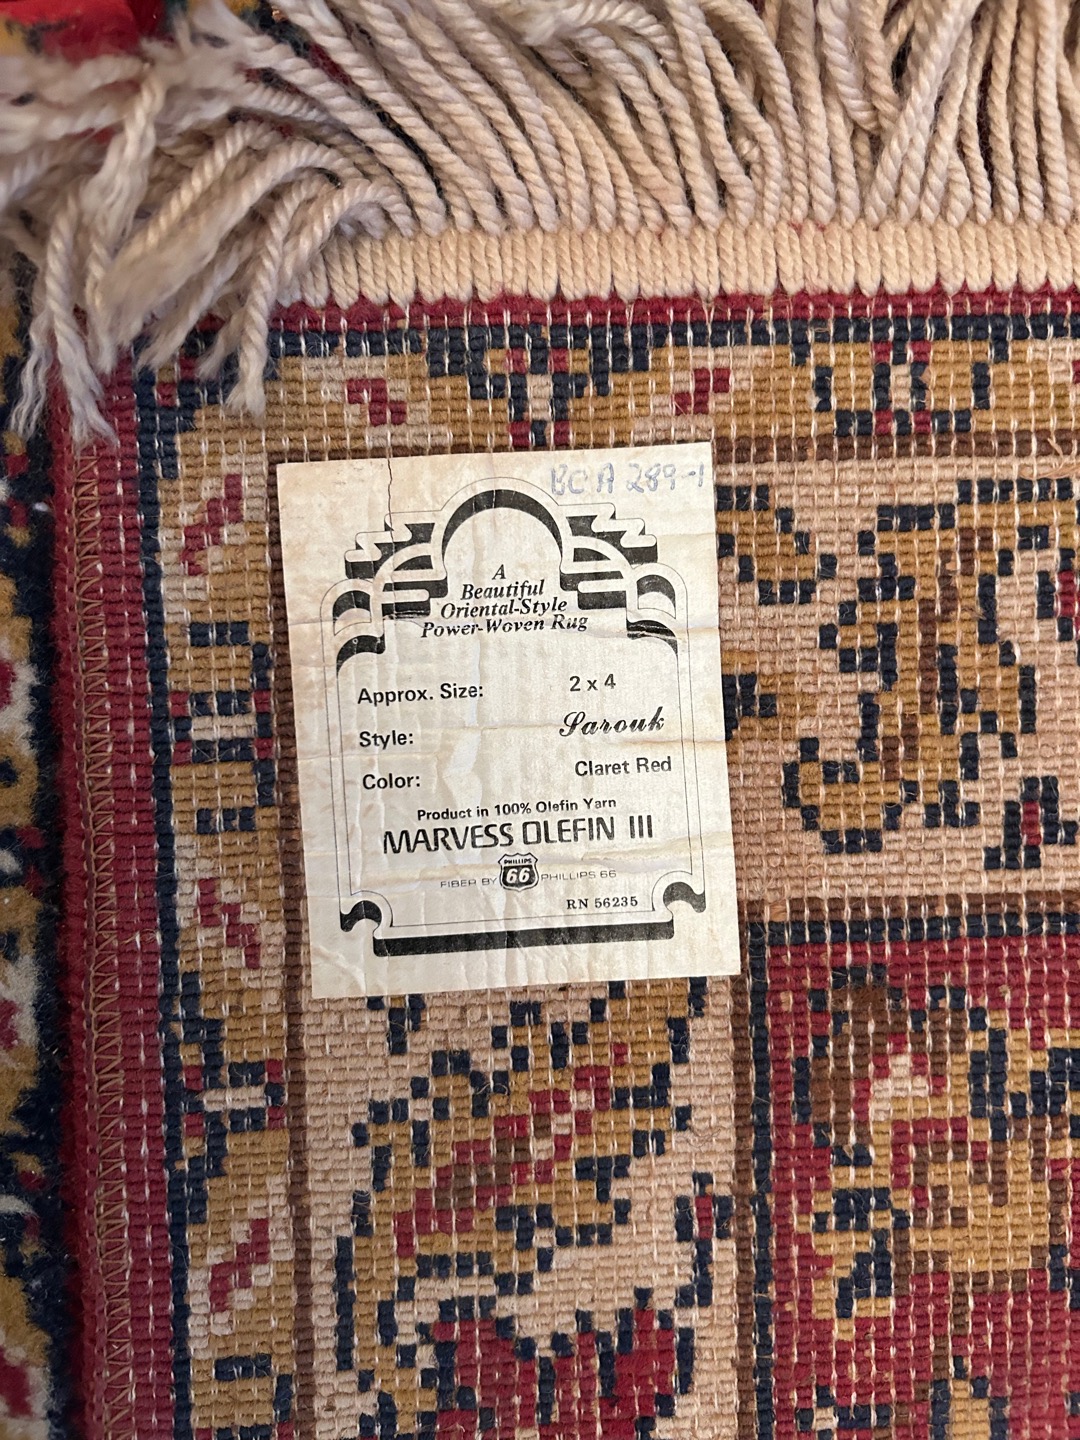 BCA 289-1
A
Beautiful
Oriental-Style
Power-Woven Rug
Approx. Size: 2 x 4
Style: Sarouk
Color: Claret Red
Product in 100% Olefin Yarn
MARVESS OLEFIN III
FIBER BY PHILLIPS 66 PHILLIPS 66
RN 56235